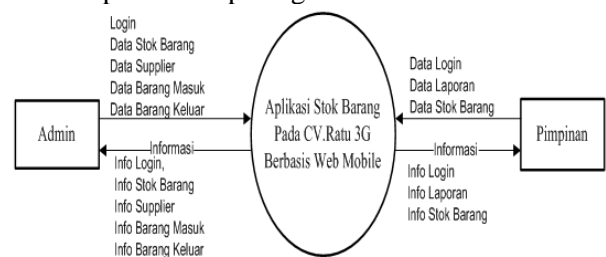 Login
Data Stok Barang
Data Supplier
Data Barang Masuk
Data Barang Keluar
Admin
Informasi
Info Login,
Info Stok Barang
Info Supplier
Info Barang Masuk
Info Barang Keluar
Aplikasi Stok Barang
Pada CV.Ratu 3G
Berbasis Web Mobile
Data Login
Data Laporan
Data Stok Barang
Pimpinan
Informasi
Info Login
Info Laporan
Info Stok Barang